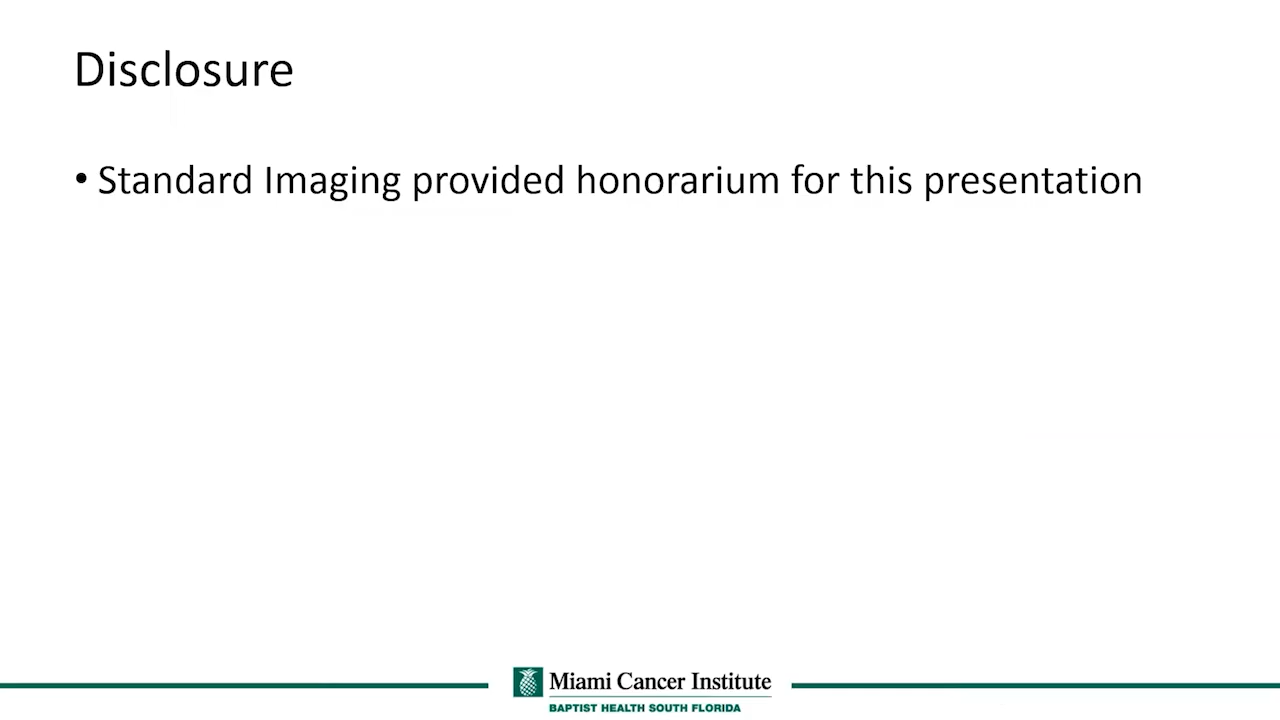 Disclosure
• Standard Imaging provided honorarium for this presentation
Miami Cancer Institute
BAPTIST HEALTH SOUTH FLORIDA